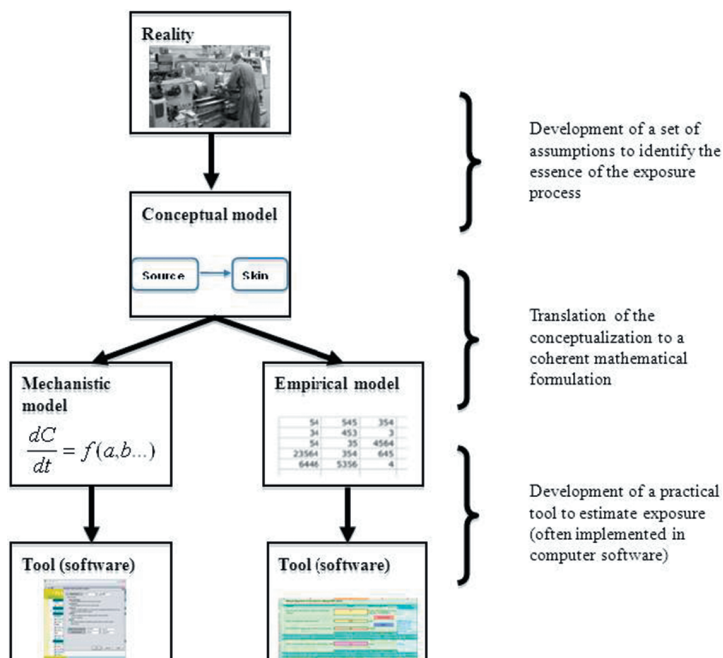 Reality
Development of a set of
assumptions to identify the
essence of the exposure
process
Conceptual model
Source
Skin
Translation of the
conceptualization to a
coherent mathematical
formulation
Mechanistic
model
dC/dt = f(a,b...)
Empirical model
54 545 354
34 453 3
54 35 4564
23564 354 645
6446 5356 4
Development of a practical
tool to estimate exposure
(often implemented in
computer software)
Tool (software)
Tool (software)